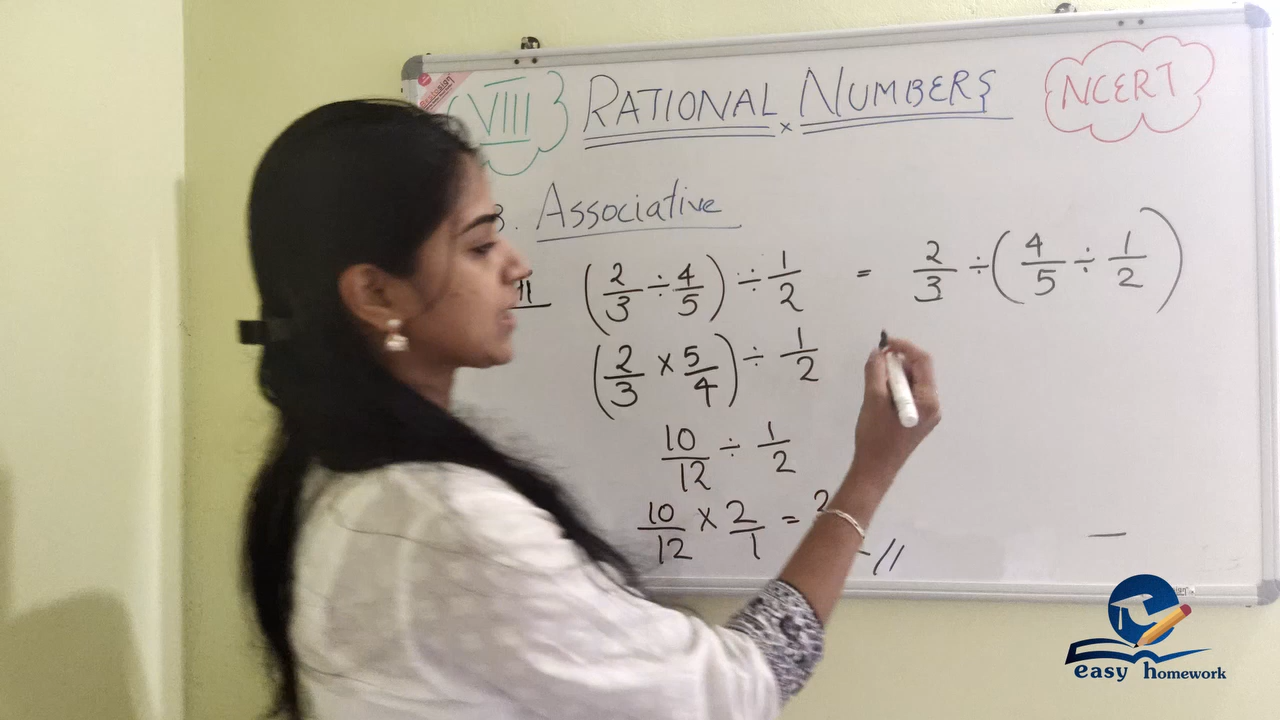 VIII RATIONAL × NUMBERS NCERT
3. Associative
(2/3 ÷ 4/5) ÷ 1/2 = 2/3 ÷ (4/5 ÷ 1/2)
(2/3 × 5/4) ÷ 1/2
10/12 ÷ 1/2
10/12 × 2/1 =
easy homework